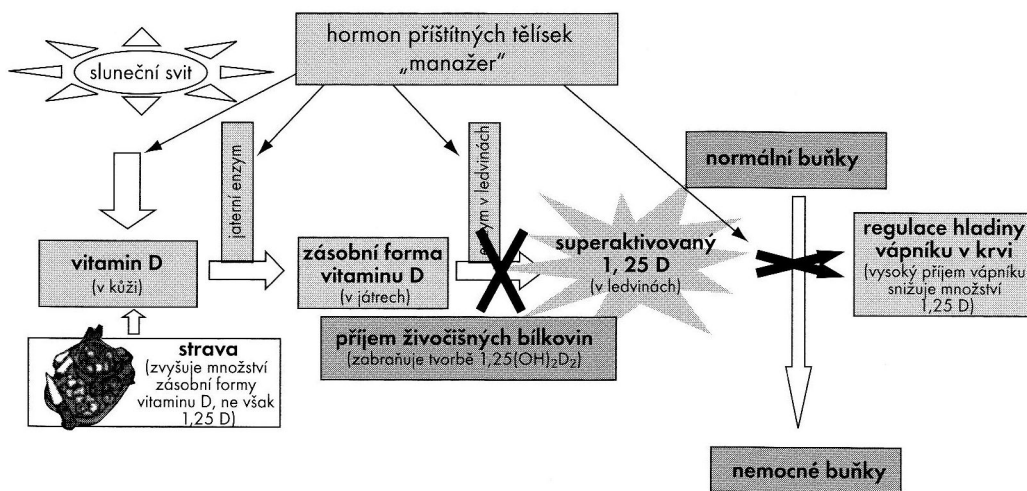 hormon příštítných tělísek
„manažer"
sluneční svit
jaterní enzym
v ledvinách
normální buňky
vitamin D
(v kůži)
zásobní forma
vitaminu D
(v játrech)
superaktivovaný
1, 25 D
(v ledvinách)
regulace hladiny
vápníku v krvi
(vysoký příjem vápníku
snižuje množství
1,25 D)
příjem živočišných bílkovin
(zabraňuje tvorbě 1,25(OH)₂D₂)
strava
(zvyšuje množství
zásobní formy
vitaminu D, ne však
1,25 D)
nemocné buňky